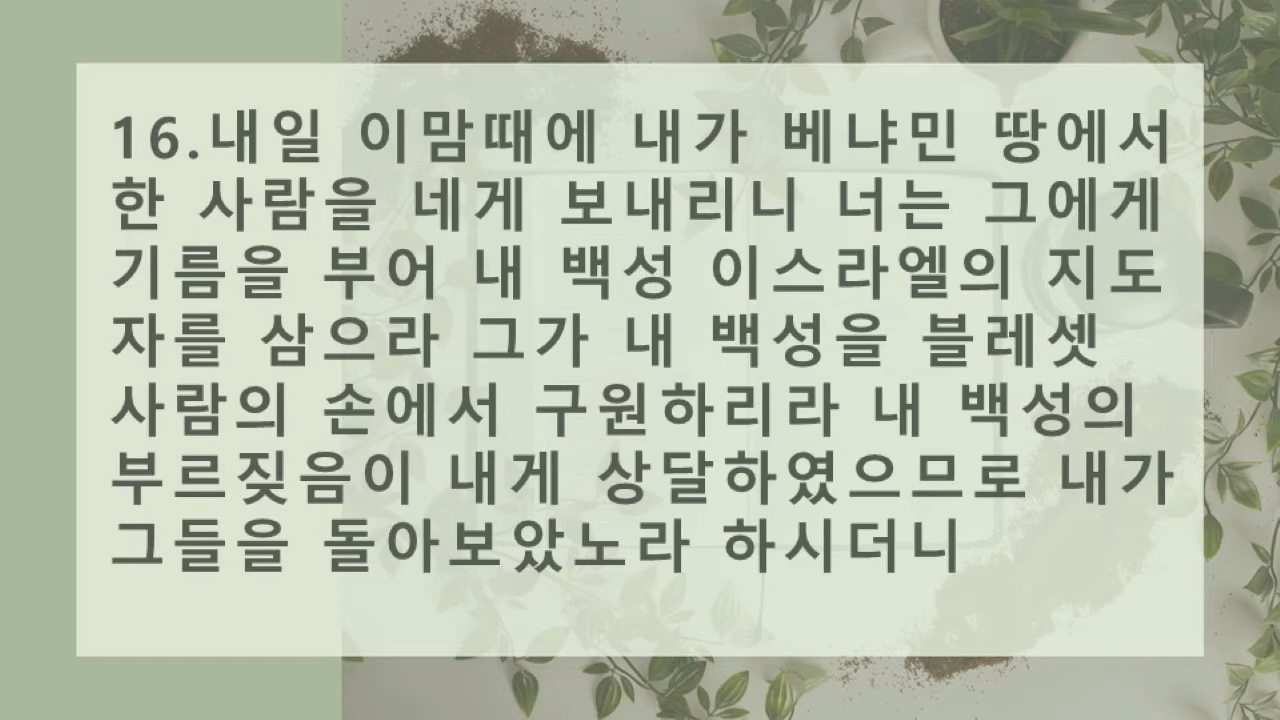 16.내일 이맘때에 내가 베냐민 땅에서
한 사람을 네게 보내리니 너는 그에게
기름을 부어 내 백성 이스라엘의 지도
자를 삼으라 그가 내 백성을 블레셋
사람의 손에서 구원하리라 내 백성의
부르짖음이 내게 상달하였으므로 내가
그들을 돌아보았노라 하시더니